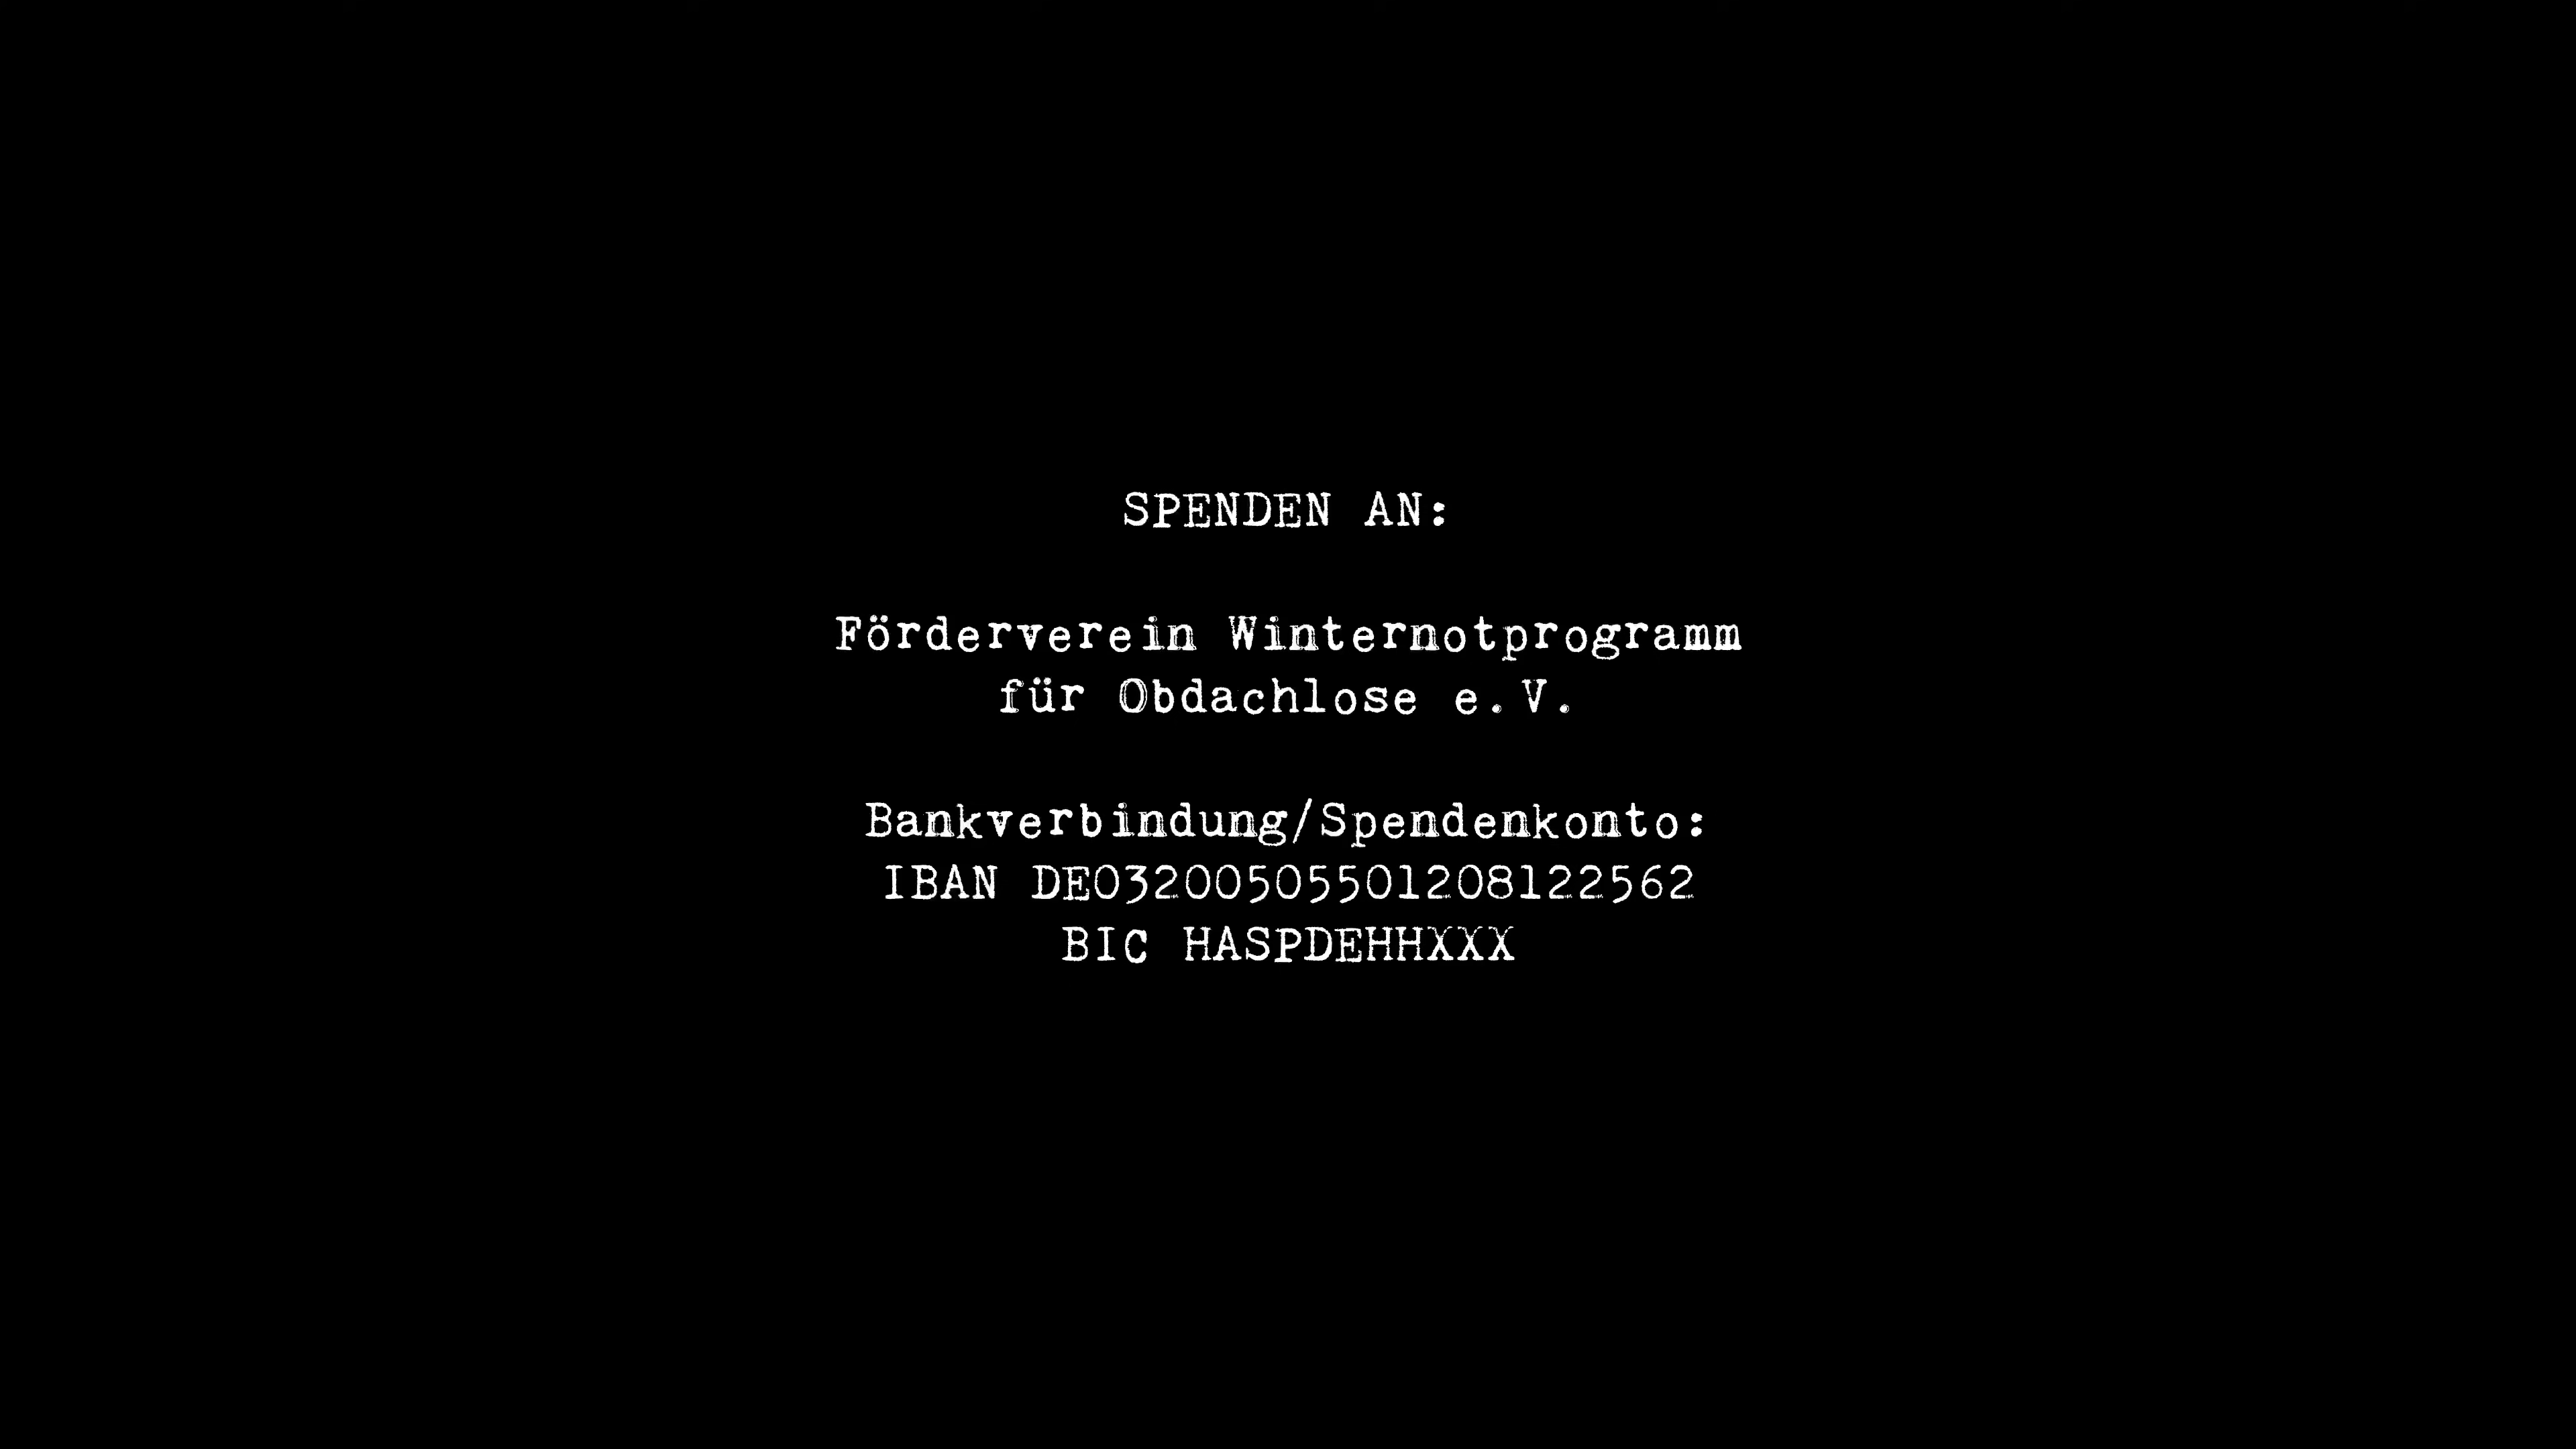 SPENDEN AN:
Förderverein Winternotprogramm
für Obdachlose e.V.
Bankverbindung/Spendenkonto:
IBAN DE03200505501208122562
BIC HASPDEHHXXX